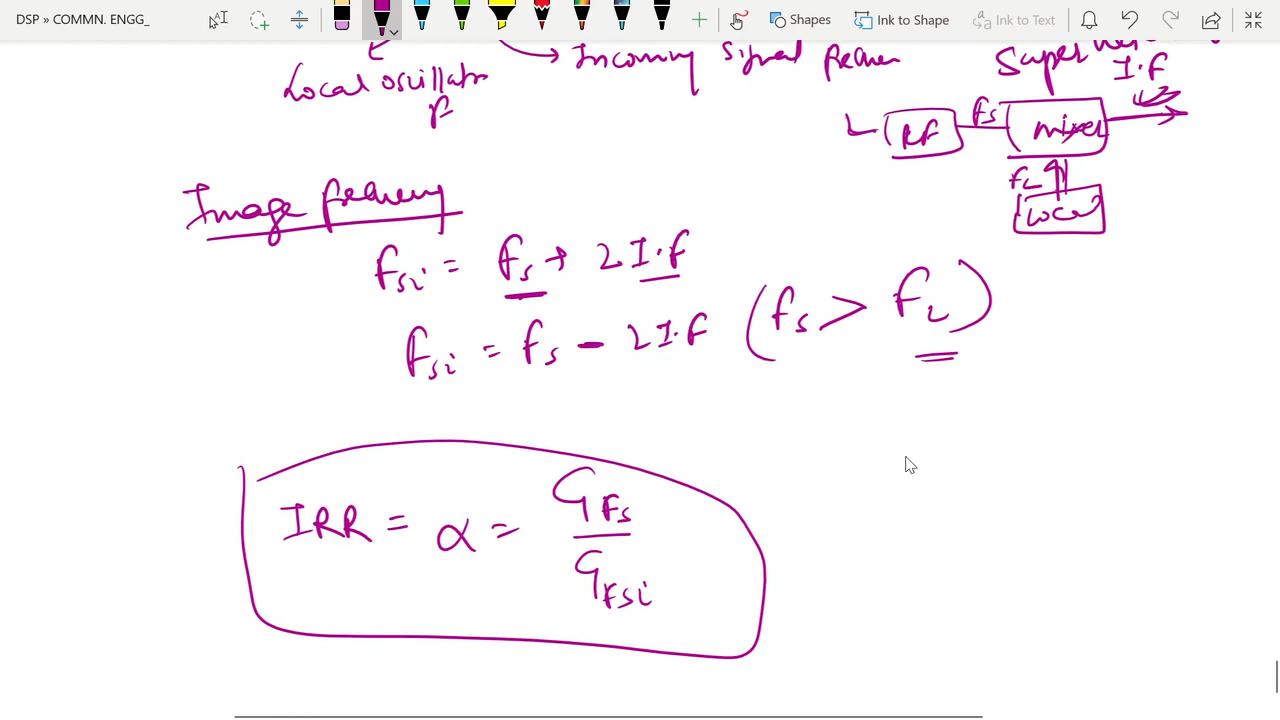 DSP » COMMN. ENGG_
Shapes
Ink to Shape
Ink to Text
Local oscillator
Incoming signal
Super
I.F
RF
fs
mixer
fL
Local
Image frequency
fsi = fs + 2 I.f
fsi = fs - 2 I.F (fs > fL)
IRR = α = Gfs
Gfsi